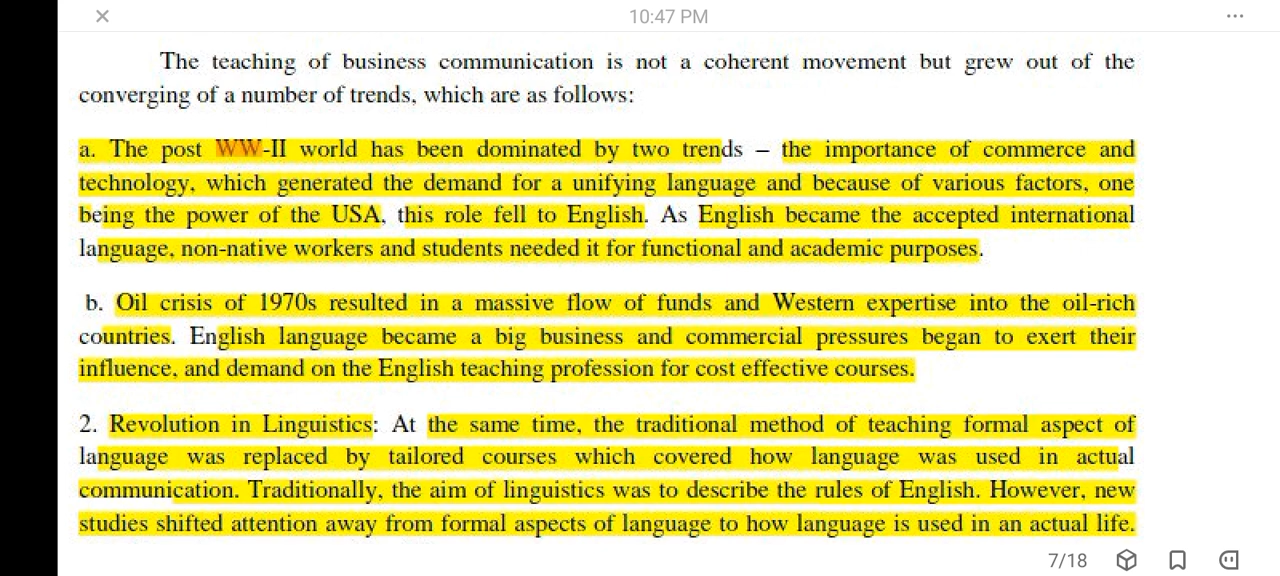 10:47 PM
The teaching of business communication is not a coherent movement but grew out of the
converging of a number of trends, which are as follows:
a. The post WW-II world has been dominated by two trends – the importance of commerce and
technology, which generated the demand for a unifying language and because of various factors, one
being the power of the USA, this role fell to English. As English became the accepted international
language, non-native workers and students needed it for functional and academic purposes.
b. Oil crisis of 1970s resulted in a massive flow of funds and Western expertise into the oil-rich
countries. English language became a big business and commercial pressures began to exert their
influence, and demand on the English teaching profession for cost effective courses.
2. Revolution in Linguistics: At the same time, the traditional method of teaching formal aspect of
language was replaced by tailored courses which covered how language was used in actual
communication. Traditionally, the aim of linguistics was to describe the rules of English. However, new
studies shifted attention away from formal aspects of language to how language is used in an actual life.
7/18